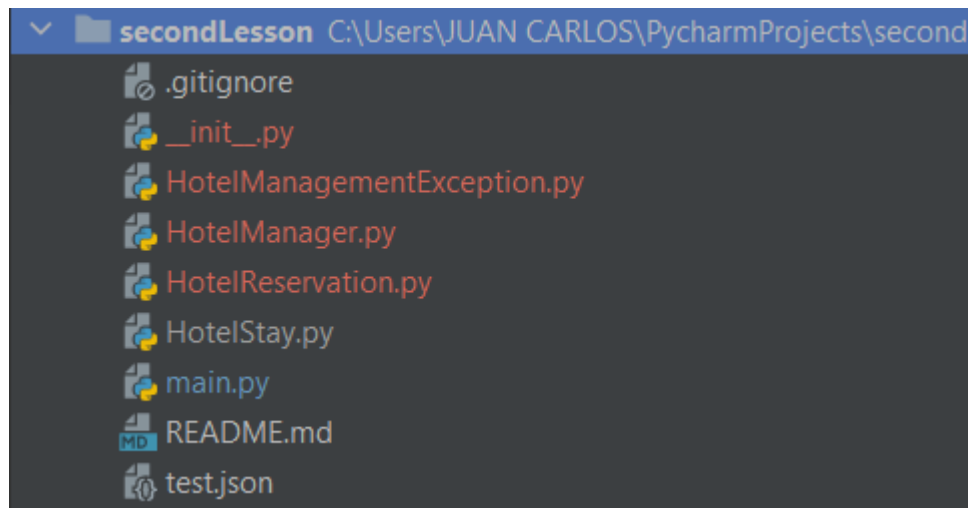 secondLesson C:\Users\JUAN CARLOS\PycharmProjects\second
.gitignore
__init__.py
HotelManagementException.py
HotelManager.py
HotelReservation.py
HotelStay.py
main.py
MD README.md
test.json